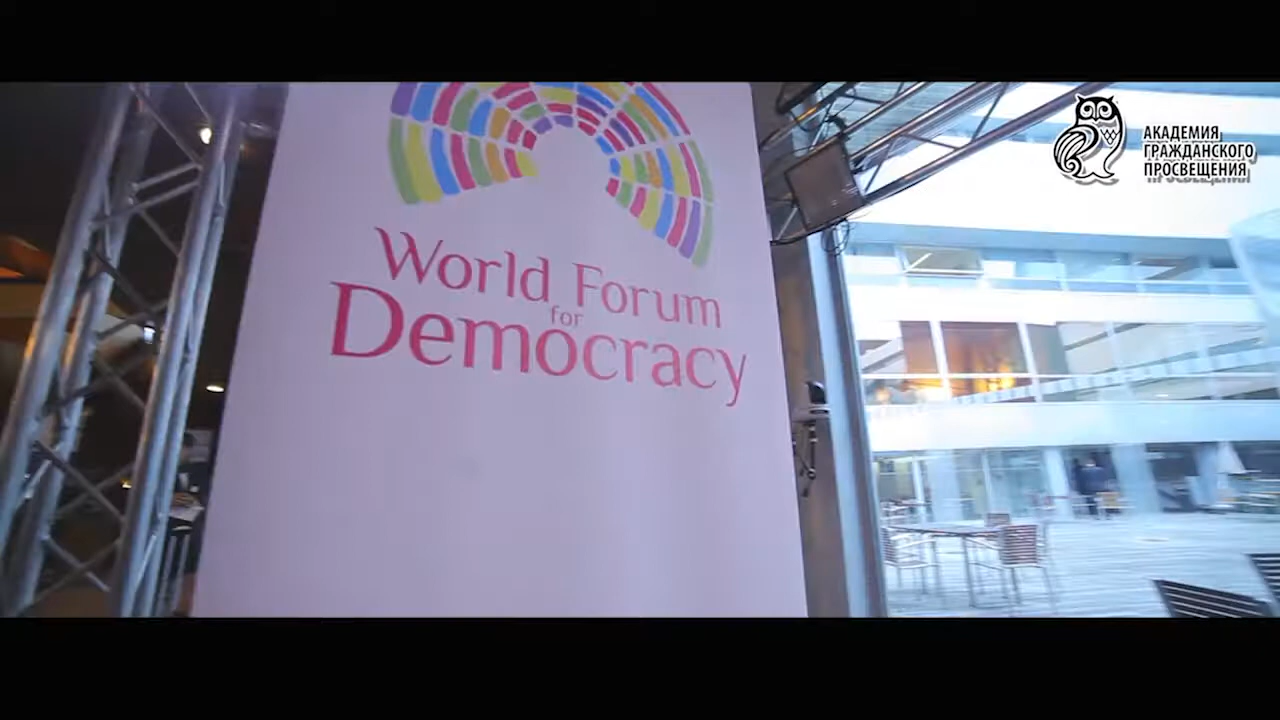 World Forum
for
Democracy
АКАДЕМИЯ
ГРАЖДАНСКОГО
ПРОСВЕЩЕНИЯ